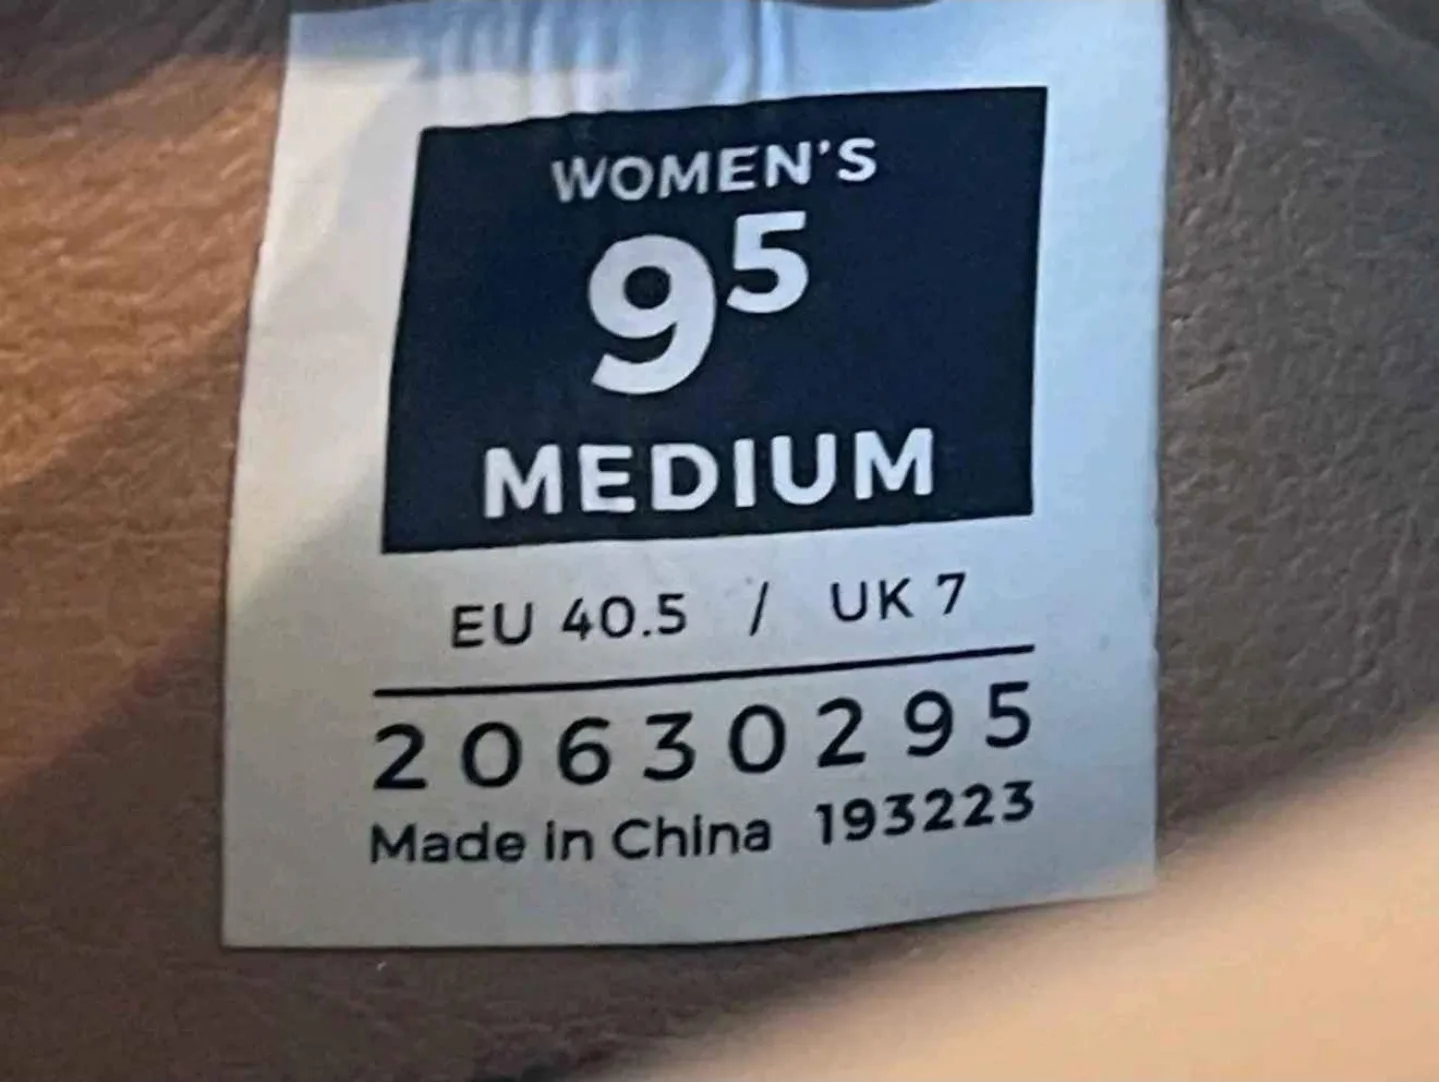 WOMEN'S
9⁵
MEDIUM
EU 40.5 / UK 7
20630295
Made in China 193223